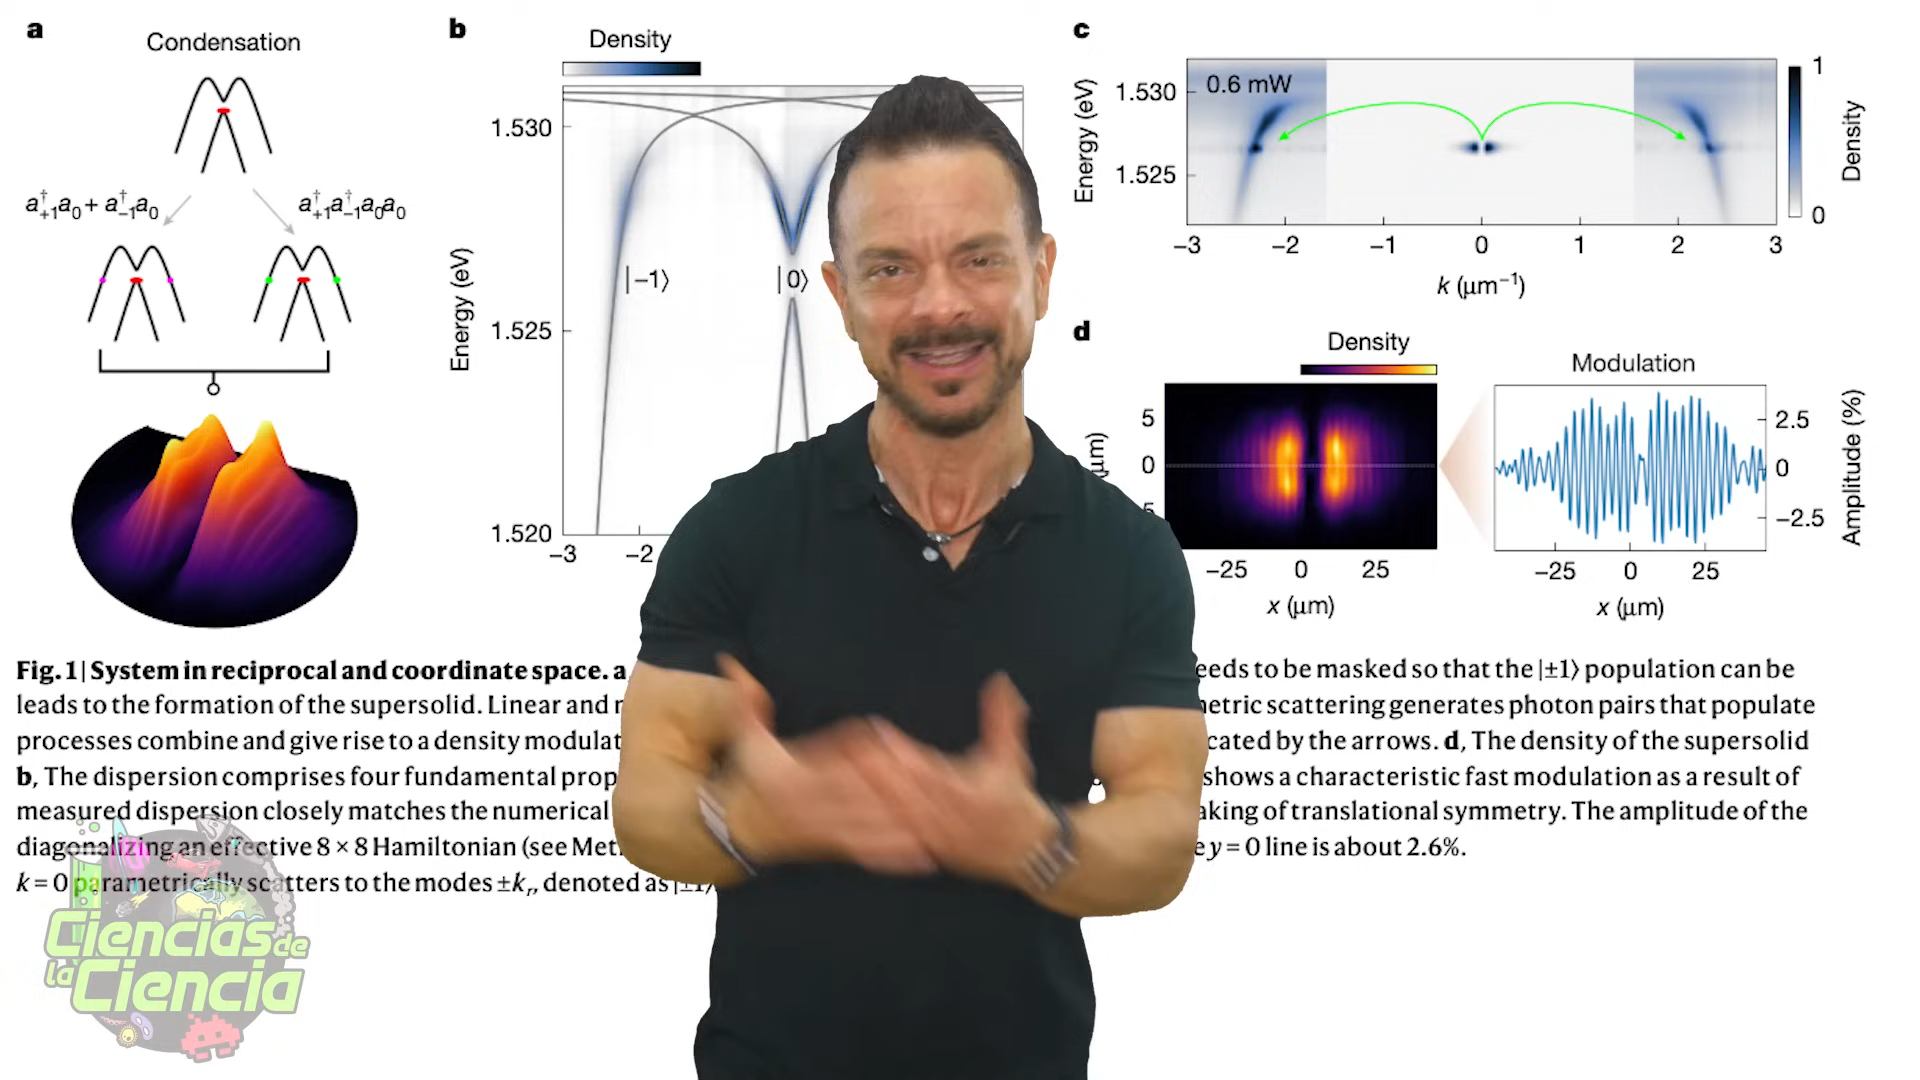 a
Condensation
a†+1a0 + a†−1a0
a†+1a†−1a0a0
b
Density
Energy (eV)
1.530
1.525
1.520
|−1⟩
|0⟩
−3
−2
c
0.6 mW
Energy (eV)
1.530
1.525
−3 −2 −1 0 1 2 3
k (μm−1)
1
0
Density
d
Density
5
0
μm)
−25 0 25
x (μm)
Modulation
2.5
0
−2.5
Amplitude (%)
−25 0 25
x (μm)
Fig. 1 | System in reciprocal and coordinate space. a
leads to the formation of the supersolid. Linear and
processes combine and give rise to a density modulat
b, The dispersion comprises four fundamental prop
measured dispersion closely matches the numerical
diagonalizing an effective 8 × 8 Hamiltonian (see Met
k = 0 parametrically scatters to the modes ±kr, denoted as |±1⟩
eeds to be masked so that the |±1⟩ population can be
metric scattering generates photon pairs that populate
cated by the arrows. d, The density of the supersolid
shows a characteristic fast modulation as a result of
aking of translational symmetry. The amplitude of the
e y = 0 line is about 2.6%.
Ciencias de
la Ciencia